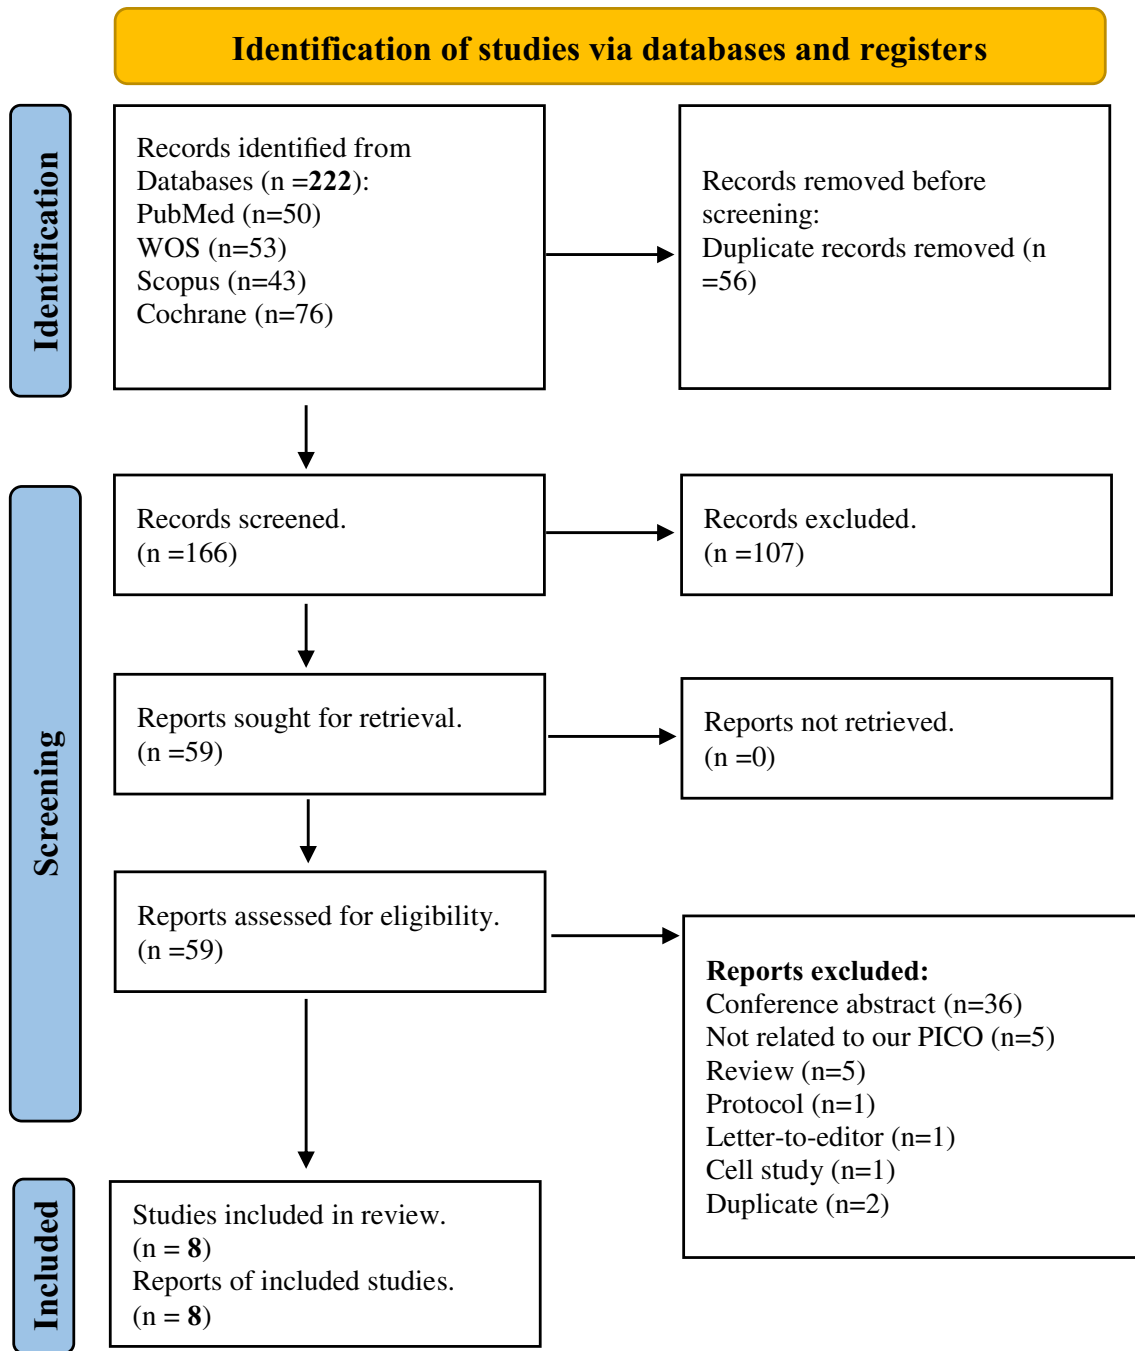 Identification of studies via databases and registers
Identification
Records identified from
Databases (n =222):
PubMed (n=50)
WOS (n=53)
Scopus (n=43)
Cochrane (n=76)
Records removed before
screening:
Duplicate records removed (n
=56)
Screening
Records screened.
(n =166)
Records excluded.
(n =107)
Reports sought for retrieval.
(n =59)
Reports not retrieved.
(n =0)
Reports assessed for eligibility.
(n =59)
Reports excluded:
Conference abstract (n=36)
Not related to our PICO (n=5)
Review (n=5)
Protocol (n=1)
Letter-to-editor (n=1)
Cell study (n=1)
Duplicate (n=2)
Included
Studies included in review.
(n = 8)
Reports of included studies.
(n = 8)